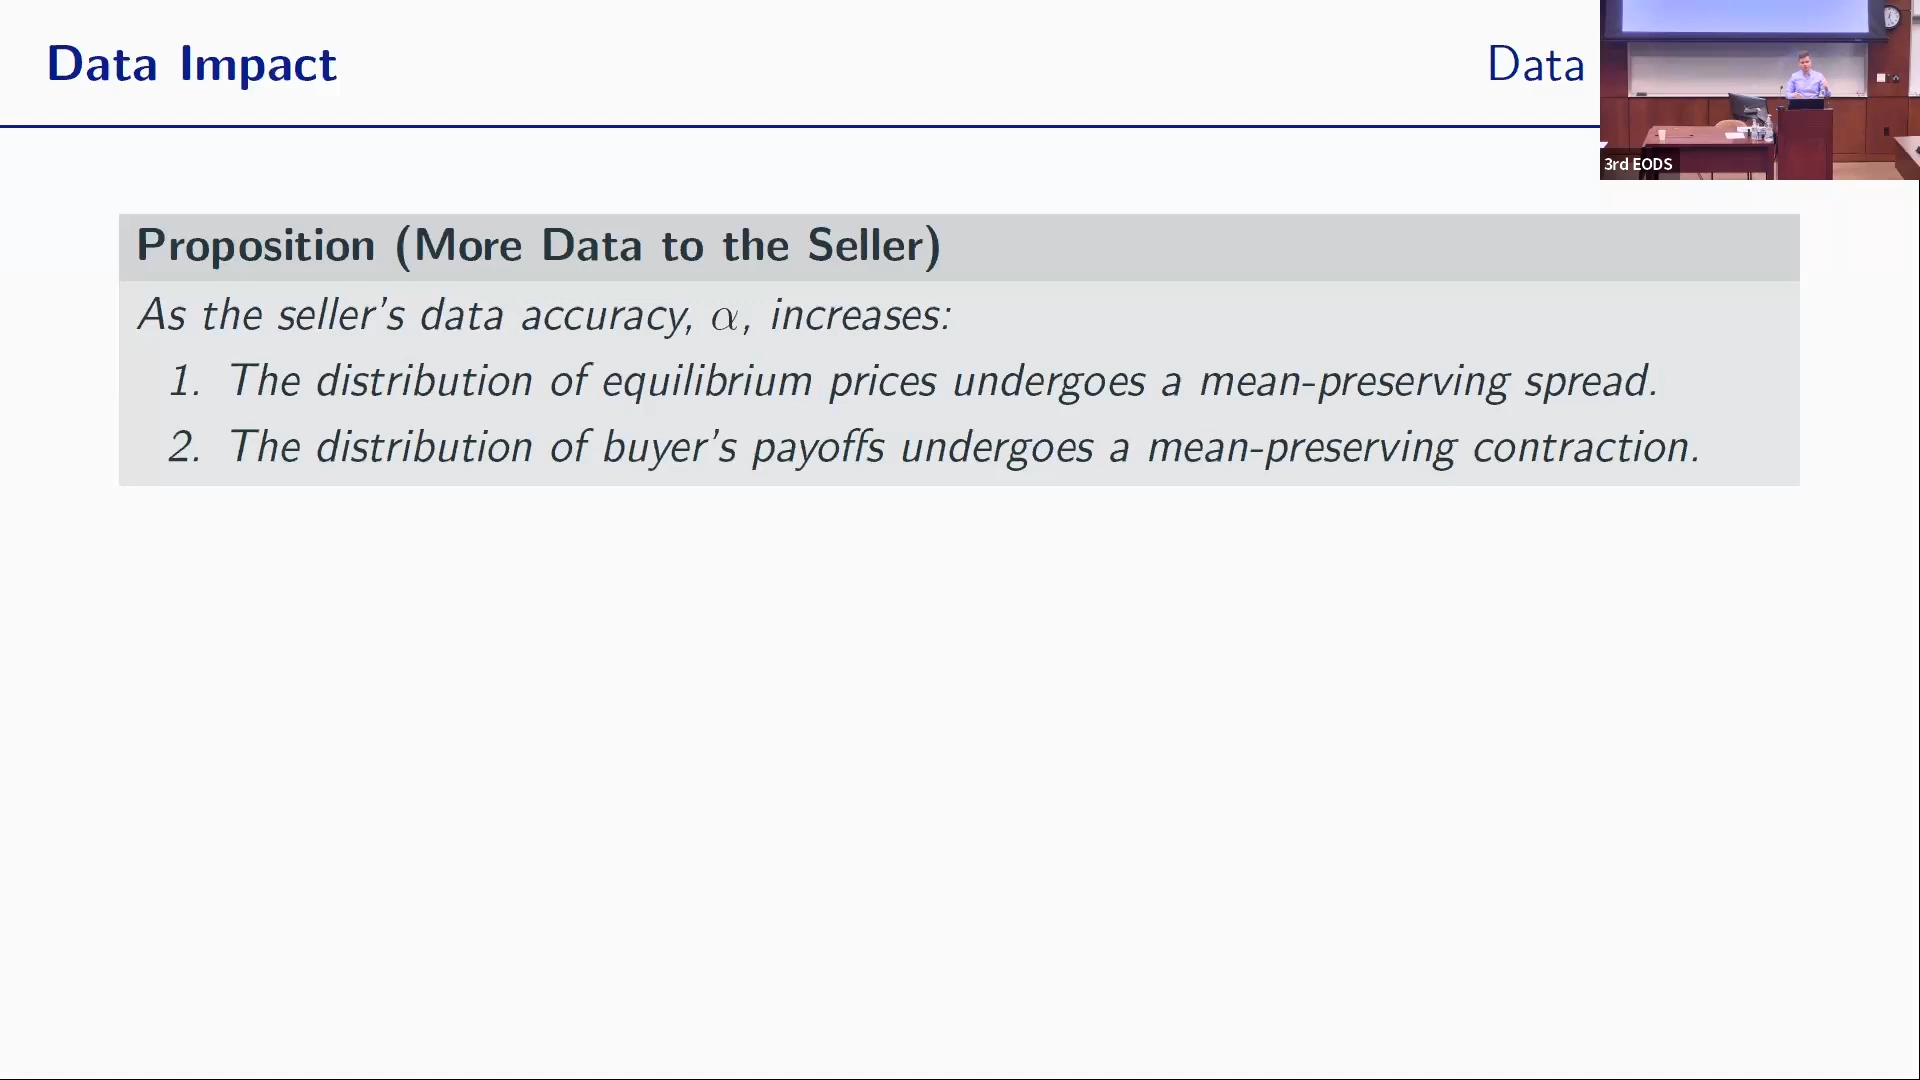 Data Impact
Data
3rd EODS
Proposition (More Data to the Seller)
As the seller's data accuracy, α, increases:
1. The distribution of equilibrium prices undergoes a mean-preserving spread.
2. The distribution of buyer's payoffs undergoes a mean-preserving contraction.